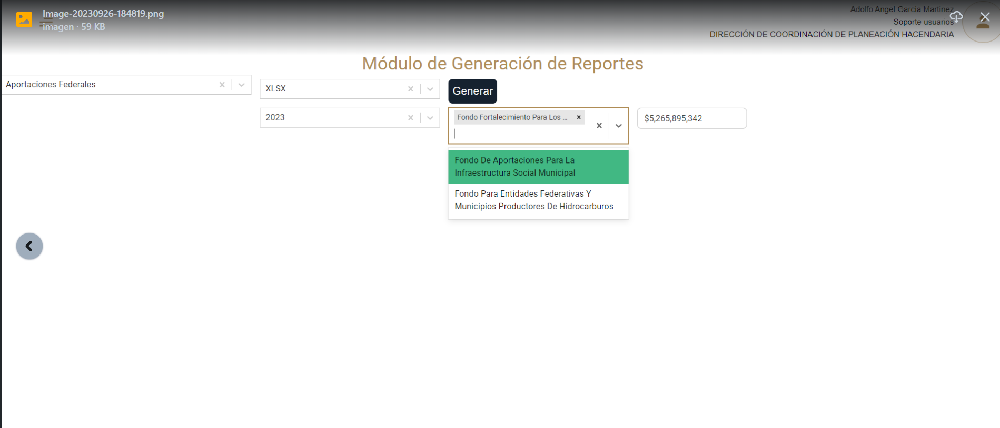 Image-20230926-184819.png
imagen · 59 KB
Adolfo Angel Garcia Martinez
Soporte usuarios
DIRECCIÓN DE COORDINACIÓN DE PLANEACIÓN HACENDARIA
Módulo de Generación de Reportes
Aportaciones Federales
XLSX
Generar
2023
Fondo Fortalecimiento Para Los ...
$5,265,895,342
Fondo De Aportaciones Para La
Infraestructura Social Municipal
Fondo Para Entidades Federativas Y
Municipios Productores De Hidrocarburos